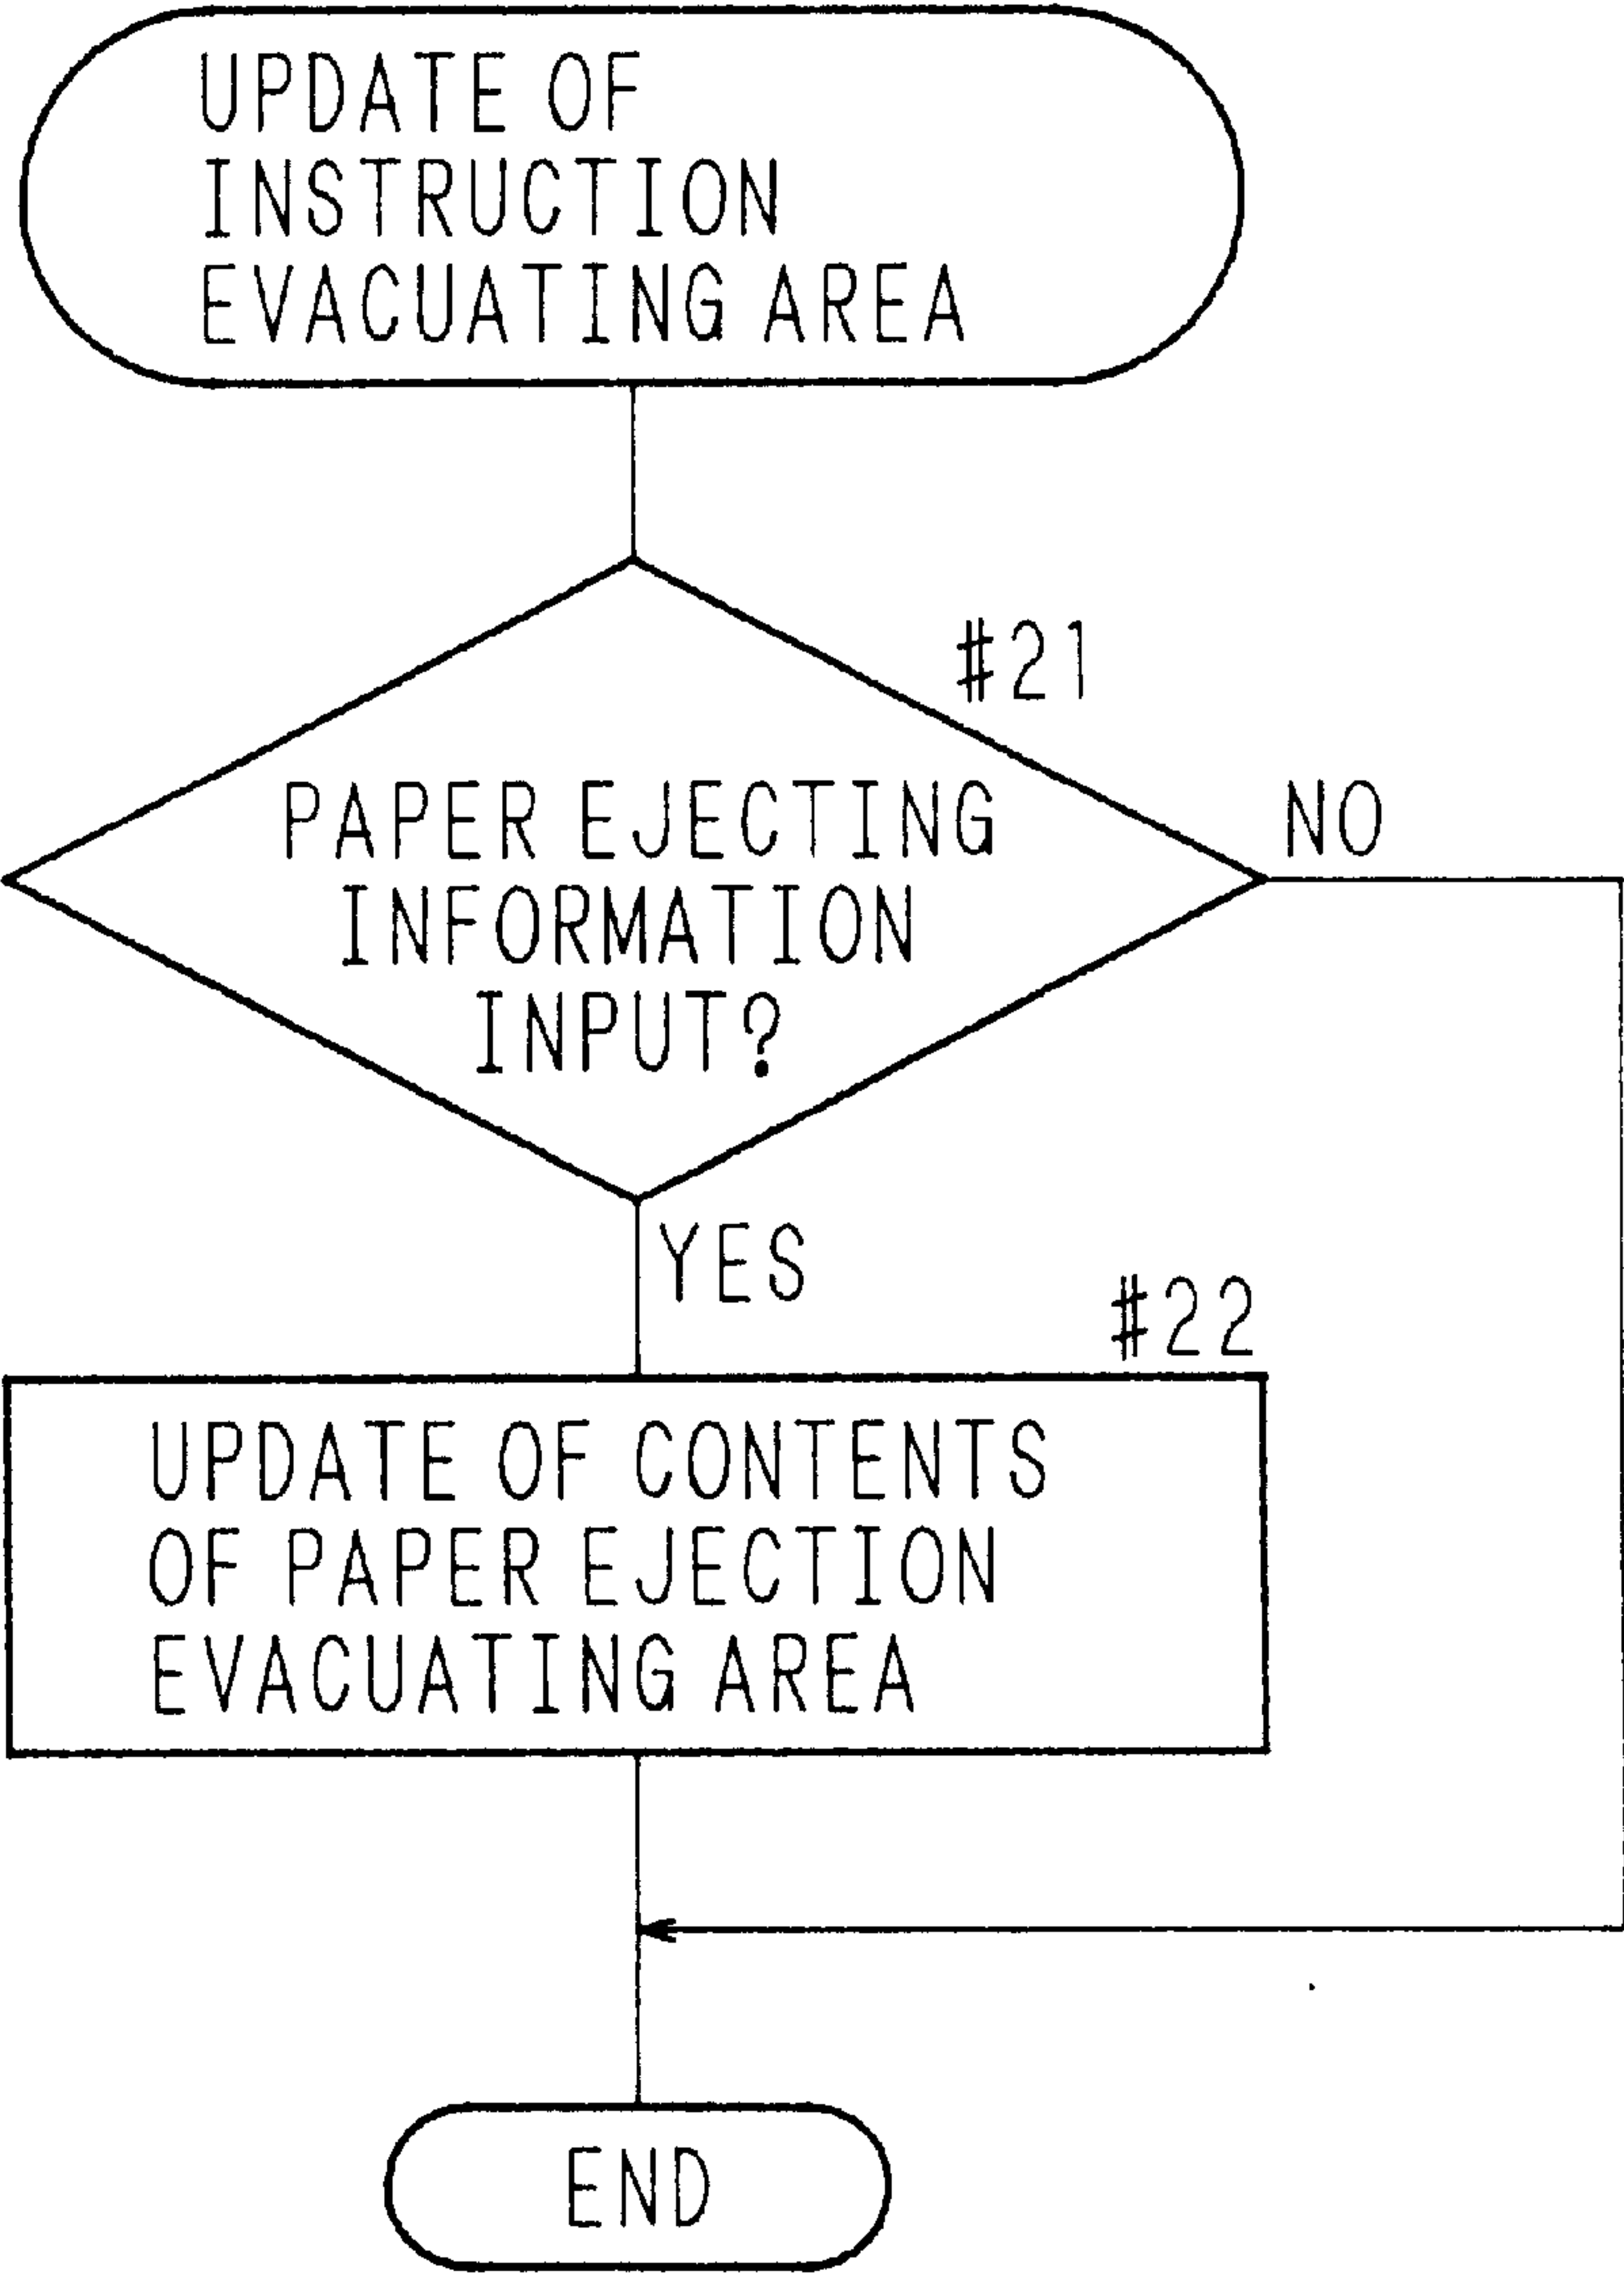 UPDATE OF
INSTRUCTION
EVACUATING AREA
#21
PAPER EJECTING
INFORMATION
INPUT?
NO
YES
#22
UPDATE OF CONTENTS
OF PAPER EJECTION
EVACUATING AREA
END